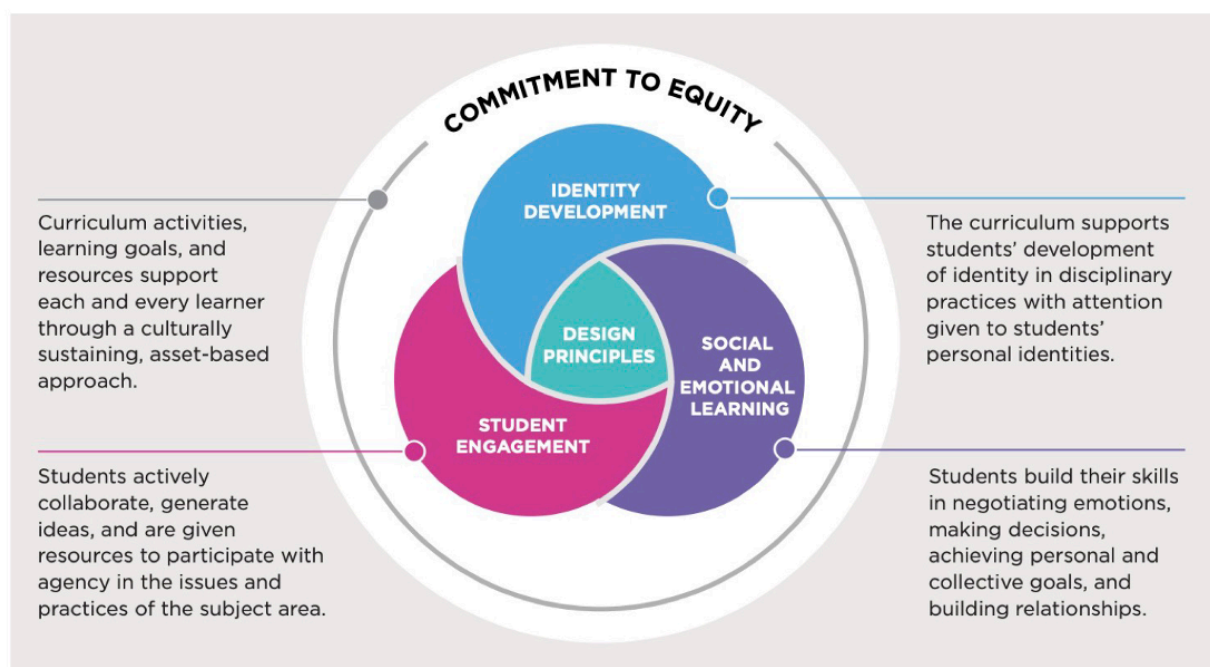 COMMITMENT TO EQUITY
IDENTITY
DEVELOPMENT
DESIGN
PRINCIPLES
SOCIAL
AND
EMOTIONAL
LEARNING
STUDENT
ENGAGEMENT
Curriculum activities,
learning goals, and
resources support
each and every learner
through a culturally
sustaining, asset-based
approach.
The curriculum supports
students’ development
of identity in disciplinary
practices with attention
given to students’
personal identities.
Students actively
collaborate, generate
ideas, and are given
resources to participate with
agency in the issues and
practices of the subject area.
Students build their skills
in negotiating emotions,
making decisions,
achieving personal and
collective goals, and
building relationships.